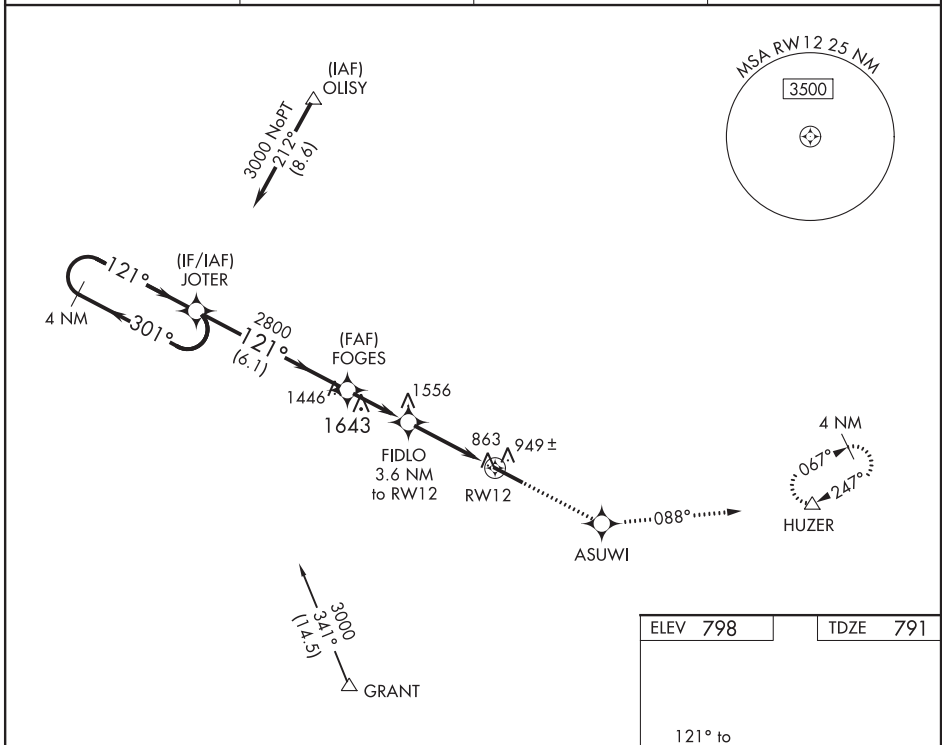 (IAF)
OLISY
MSA RW12 25 NM
3500
3000 NoPT
212°
(8.6)
(IF/IAF)
JOTER
121°
4 NM
301°
2800
121°
(6.1)
(FAF)
FOGES
1446
1556
1643
FIDLO
3.6 NM
to RW12
863
949±
RW12
4 NM
067°
247°
HUZER
088°
ASUWI
3000
341°
(14.5)
GRANT
ELEV 798
TDZE 791
121° to